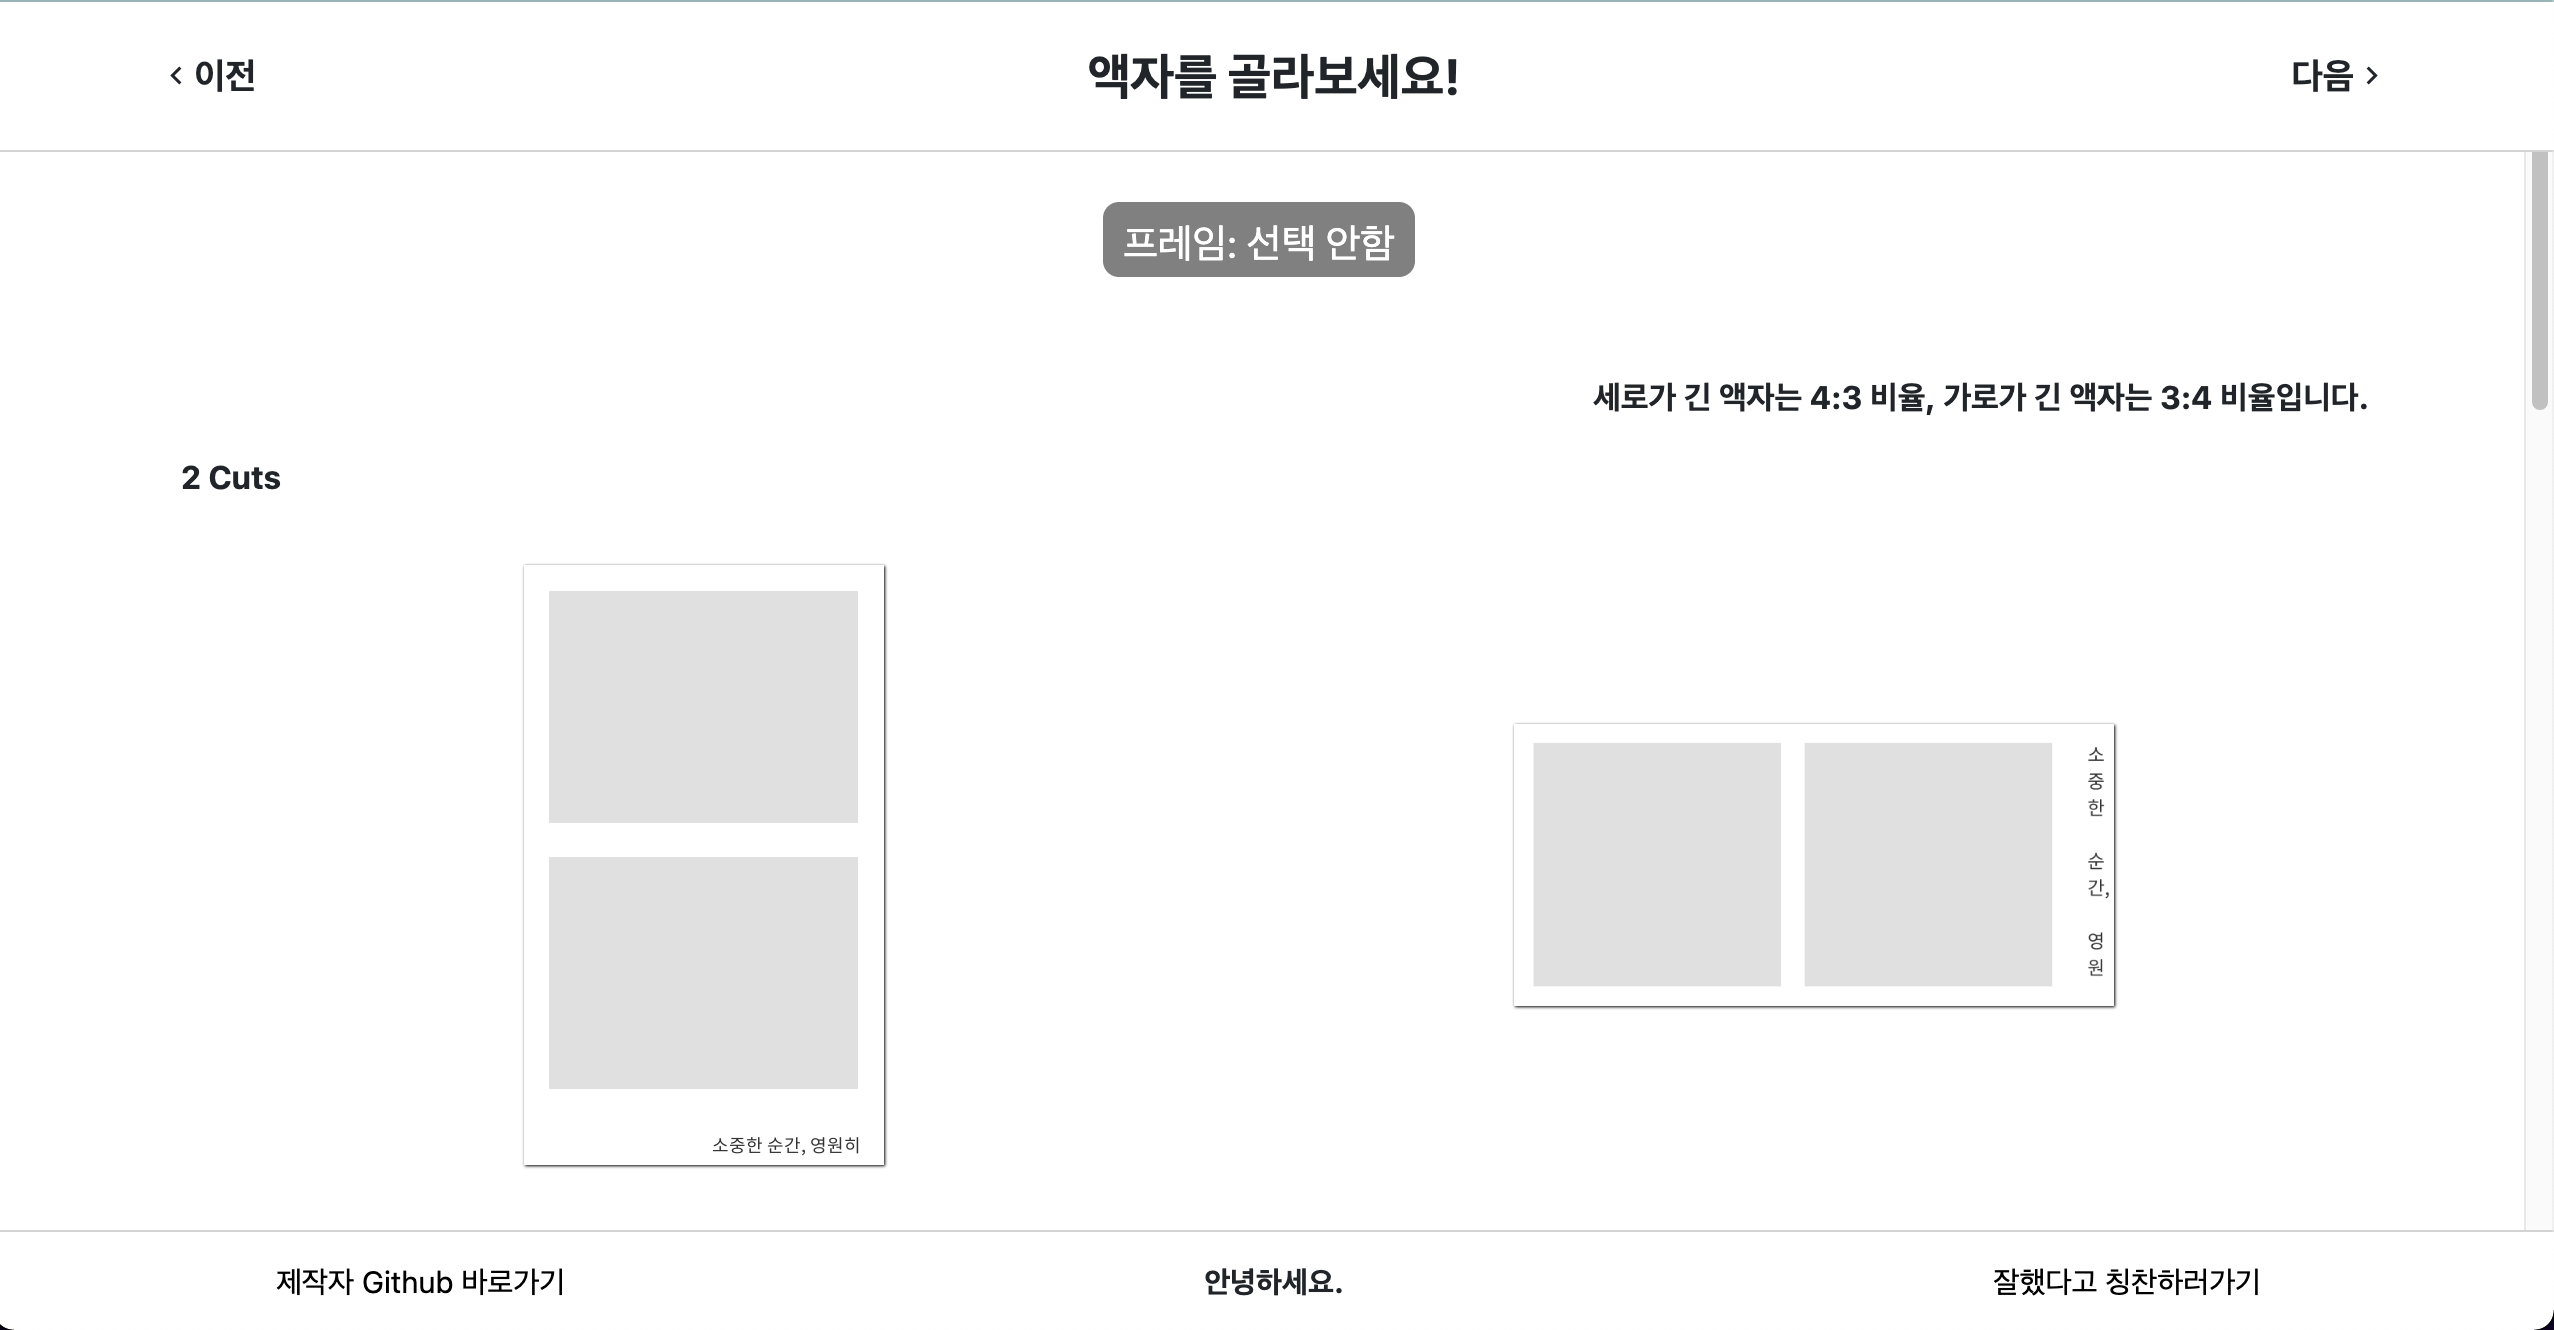 이전
액자를 골라보세요!
다음
프레임: 선택 안함
세로가 긴 액자는 4:3 비율, 가로가 긴 액자는 3:4 비율입니다.
2 Cuts
소중한 순간, 영원히
소
중
한
순
간,
영
원
제작자 Github 바로가기
안녕하세요.
잘했다고 칭찬하러가기